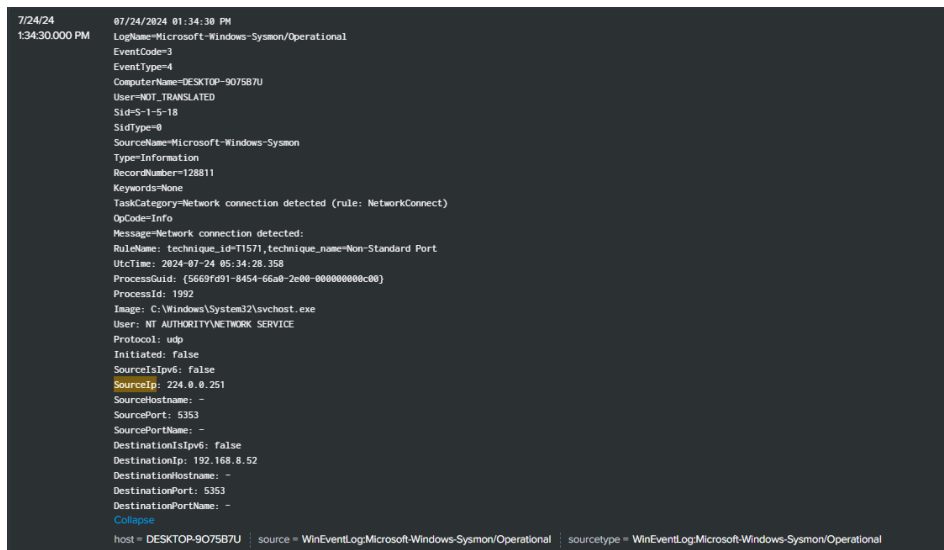 7/24/24
1:34:30.000 PM
07/24/2024 01:34:30 PM
LogName=Microsoft-Windows-Sysmon/Operational
EventCode=3
EventType=4
ComputerName=DESKTOP-9O75B7U
User=NOT_TRANSLATED
Sid=S-1-5-18
SidType=0
SourceName=Microsoft-Windows-Sysmon
Type=Information
RecordNumber=128811
Keywords=None
TaskCategory=Network connection detected (rule: NetworkConnect)
OpCode=Info
Message=Network connection detected:
RuleName: technique_id=T1571,technique_name=Non-Standard Port
UtcTime: 2024-07-24 05:34:28.358
ProcessGuid: {5669fd91-8454-66a0-2e00-000000000c00}
ProcessId: 1992
Image: C:\Windows\System32\svchost.exe
User: NT AUTHORITY\NETWORK SERVICE
Protocol: udp
Initiated: false
SourceIsIpv6: false
SourceIp: 224.0.0.251
SourceHostname: -
SourcePort: 5353
SourcePortName: -
DestinationIsIpv6: false
DestinationIp: 192.168.8.52
DestinationHostname: -
DestinationPort: 5353
DestinationPortName: -
Collapse
host = DESKTOP-9O75B7U source = WinEventLog:Microsoft-Windows-Sysmon/Operational sourcetype = WinEventLog:Microsoft-Windows-Sysmon/Operational